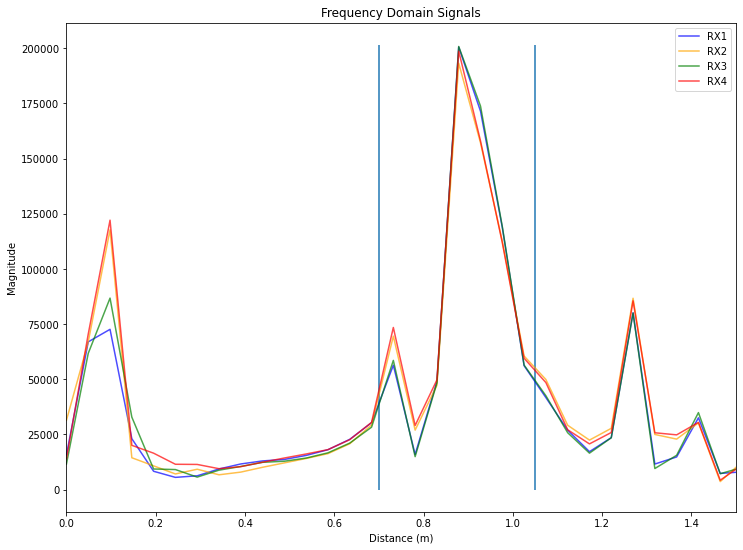 Frequency Domain Signals
RX1
RX2
RX3
RX4
200000
175000
150000
125000
100000
75000
50000
25000
0
Magnitude
0.0 0.2 0.4 0.6 0.8 1.0 1.2 1.4
Distance (m)